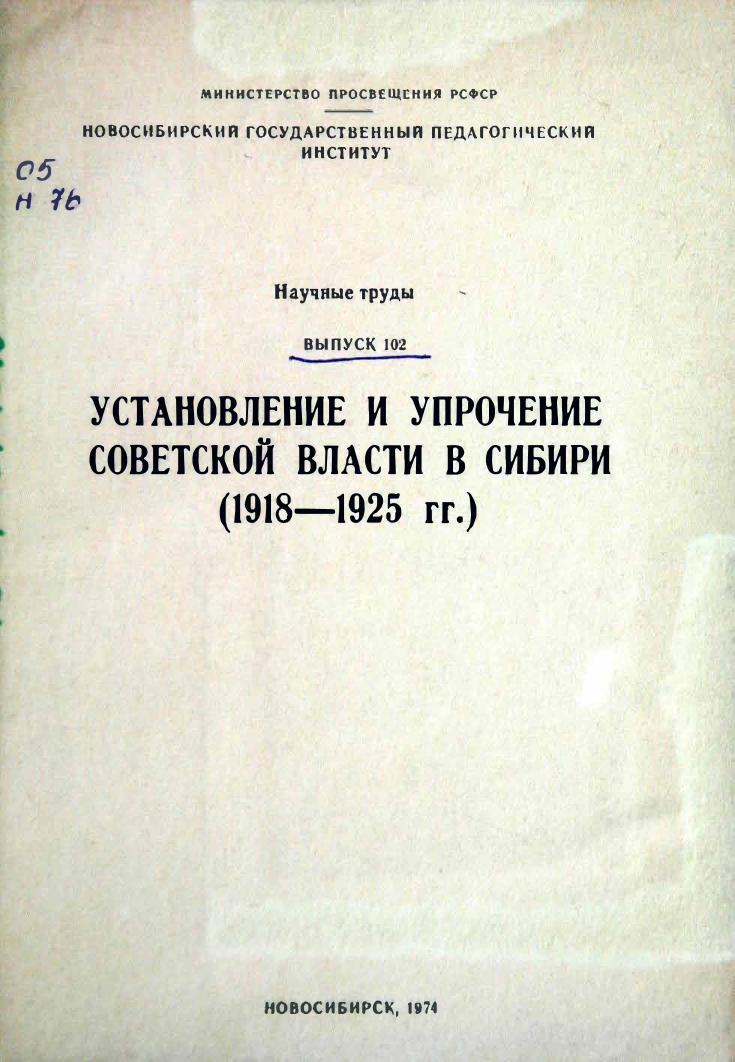 МИНИСТЕРСТВО ПРОСВЕЩЕНИЯ РСФСР
НОВОСИБИРСКИЙ ГОСУДАРСТВЕННЫЙ ПЕДАГОГИЧЕСКИЙ
ИНСТИТУТ
05
Н 76
Научные труды
ВЫПУСК 102
УСТАНОВЛЕНИЕ И УПРОЧЕНИЕ
СОВЕТСКОЙ ВЛАСТИ В СИБИРИ
(1918—1925 гг.)
НОВОСИБИРСК, 1974